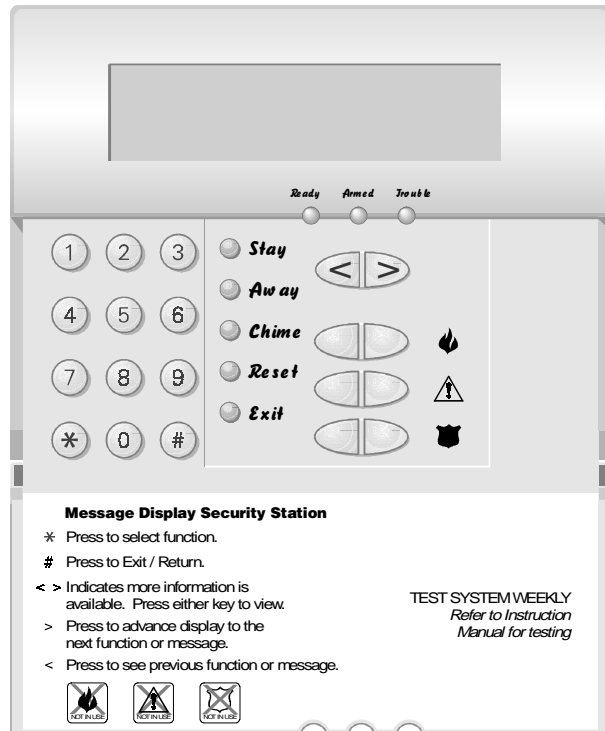 Ready Armed Trouble
1 2 3
4 5 6
7 8 9
* 0 #
Stay
Away
Chime
Reset
Exit
< >
Message Display Security Station
* Press to select function.
# Press to Exit / Return.
< > Indicates more information is
available. Press either key to view.
> Press to advance display to the
next function or message.
< Press to see previous function or message.
TEST SYSTEM WEEKLY
Refer to Instruction
Manual for testing
NOT IN USE NOT IN USE NOT IN USE